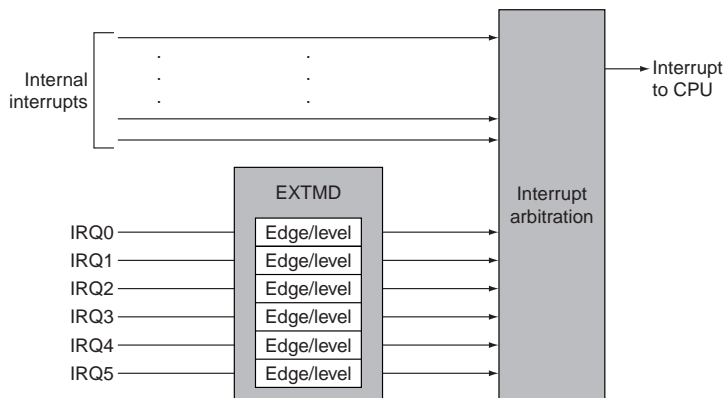 Internal
interrupts
Interrupt
to CPU
Interrupt
arbitration
EXTMD
IRQ0
Edge/level
IRQ1
Edge/level
IRQ2
Edge/level
IRQ3
Edge/level
IRQ4
Edge/level
IRQ5
Edge/level